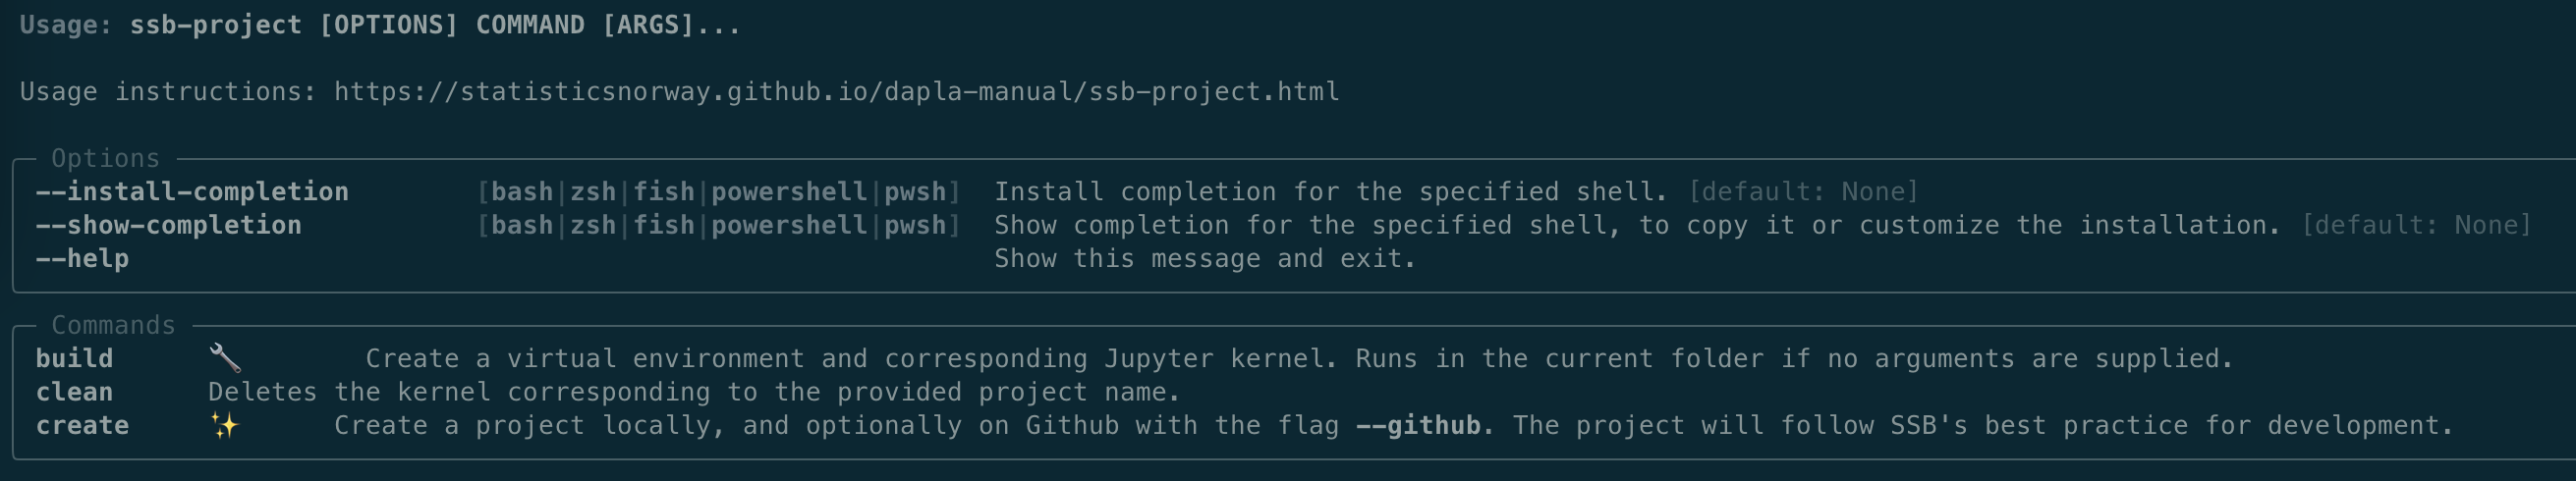 Usage: ssb-project [OPTIONS] COMMAND [ARGS]...
Usage instructions: https://statisticsnorway.github.io/dapla-manual/ssb-project.html
Options
--install-completion [bash|zsh|fish|powershell|pwsh] Install completion for the specified shell. [default: None]
--show-completion [bash|zsh|fish|powershell|pwsh] Show completion for the specified shell, to copy it or customize the installation. [default: None]
--help Show this message and exit.
Commands
build 🔧 Create a virtual environment and corresponding Jupyter kernel. Runs in the current folder if no arguments are supplied.
clean Deletes the kernel corresponding to the provided project name.
create ✨ Create a project locally, and optionally on Github with the flag --github. The project will follow SSB's best practice for development.